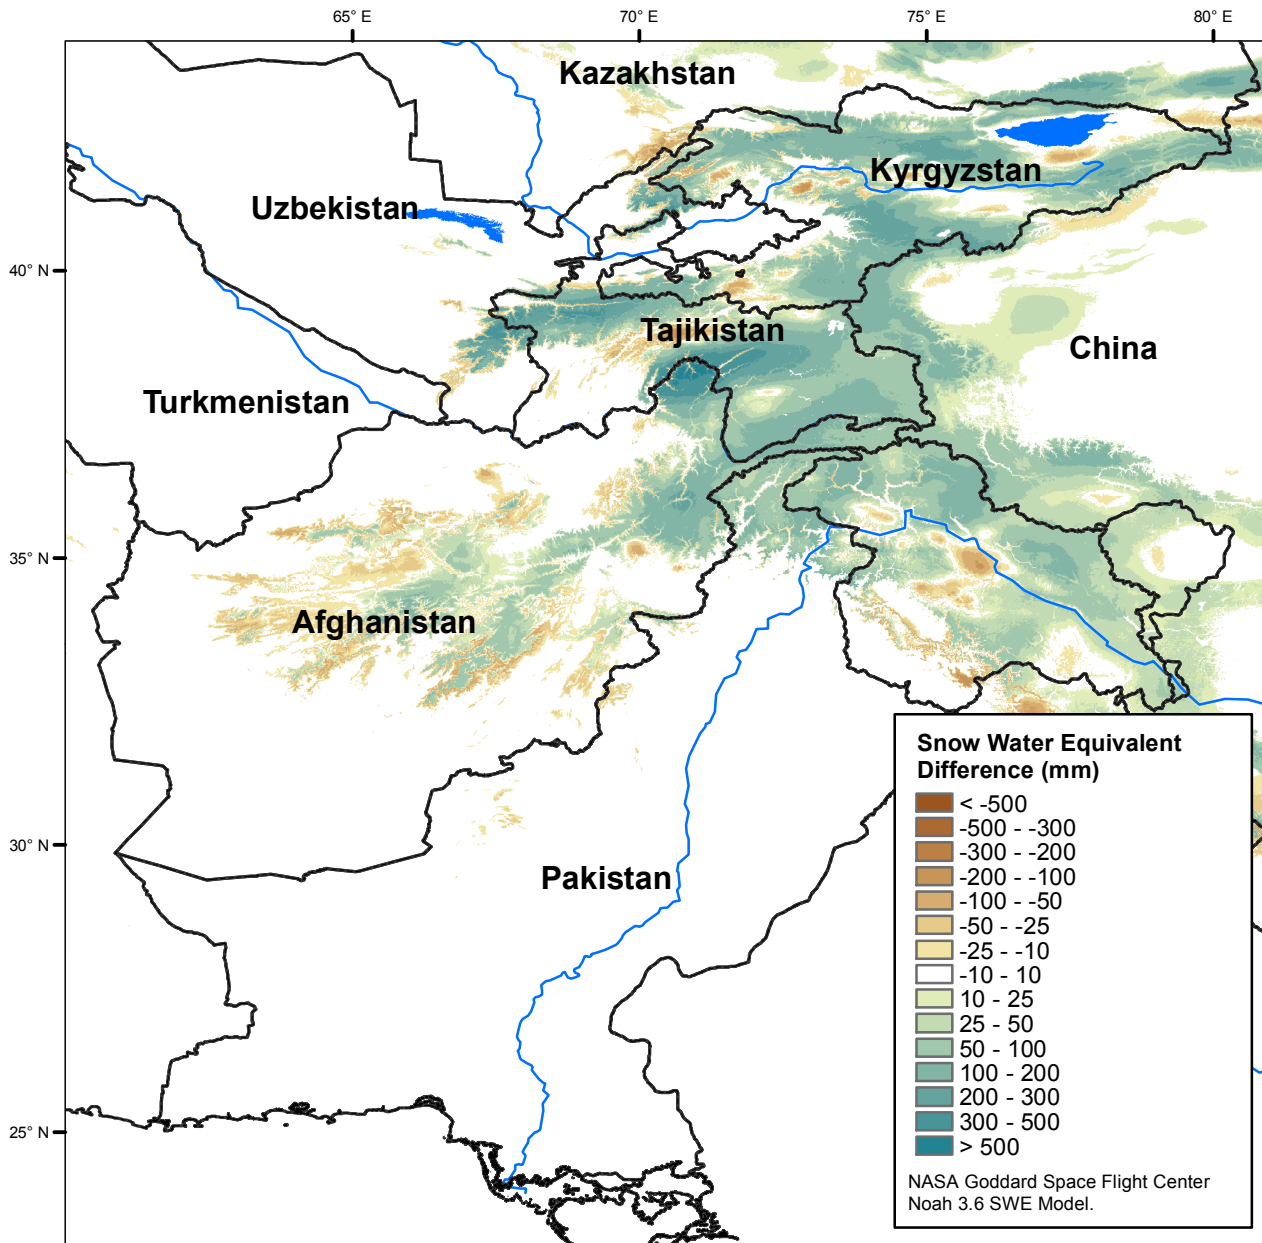 65° E
70° E
75° E
80° E
Kazakhstan
Kyrgyzstan
Uzbekistan
40° N
Tajikistan
China
Turkmenistan
35° N
Afghanistan
30° N
Pakistan
25° N
Snow Water Equivalent
Difference (mm)
< -500
-500 - -300
-300 - -200
-200 - -100
-100 - -50
-50 - -25
-25 - -10
-10 - 10
10 - 25
25 - 50
50 - 100
100 - 200
200 - 300
300 - 500
> 500
NASA Goddard Space Flight Center
Noah 3.6 SWE Model.